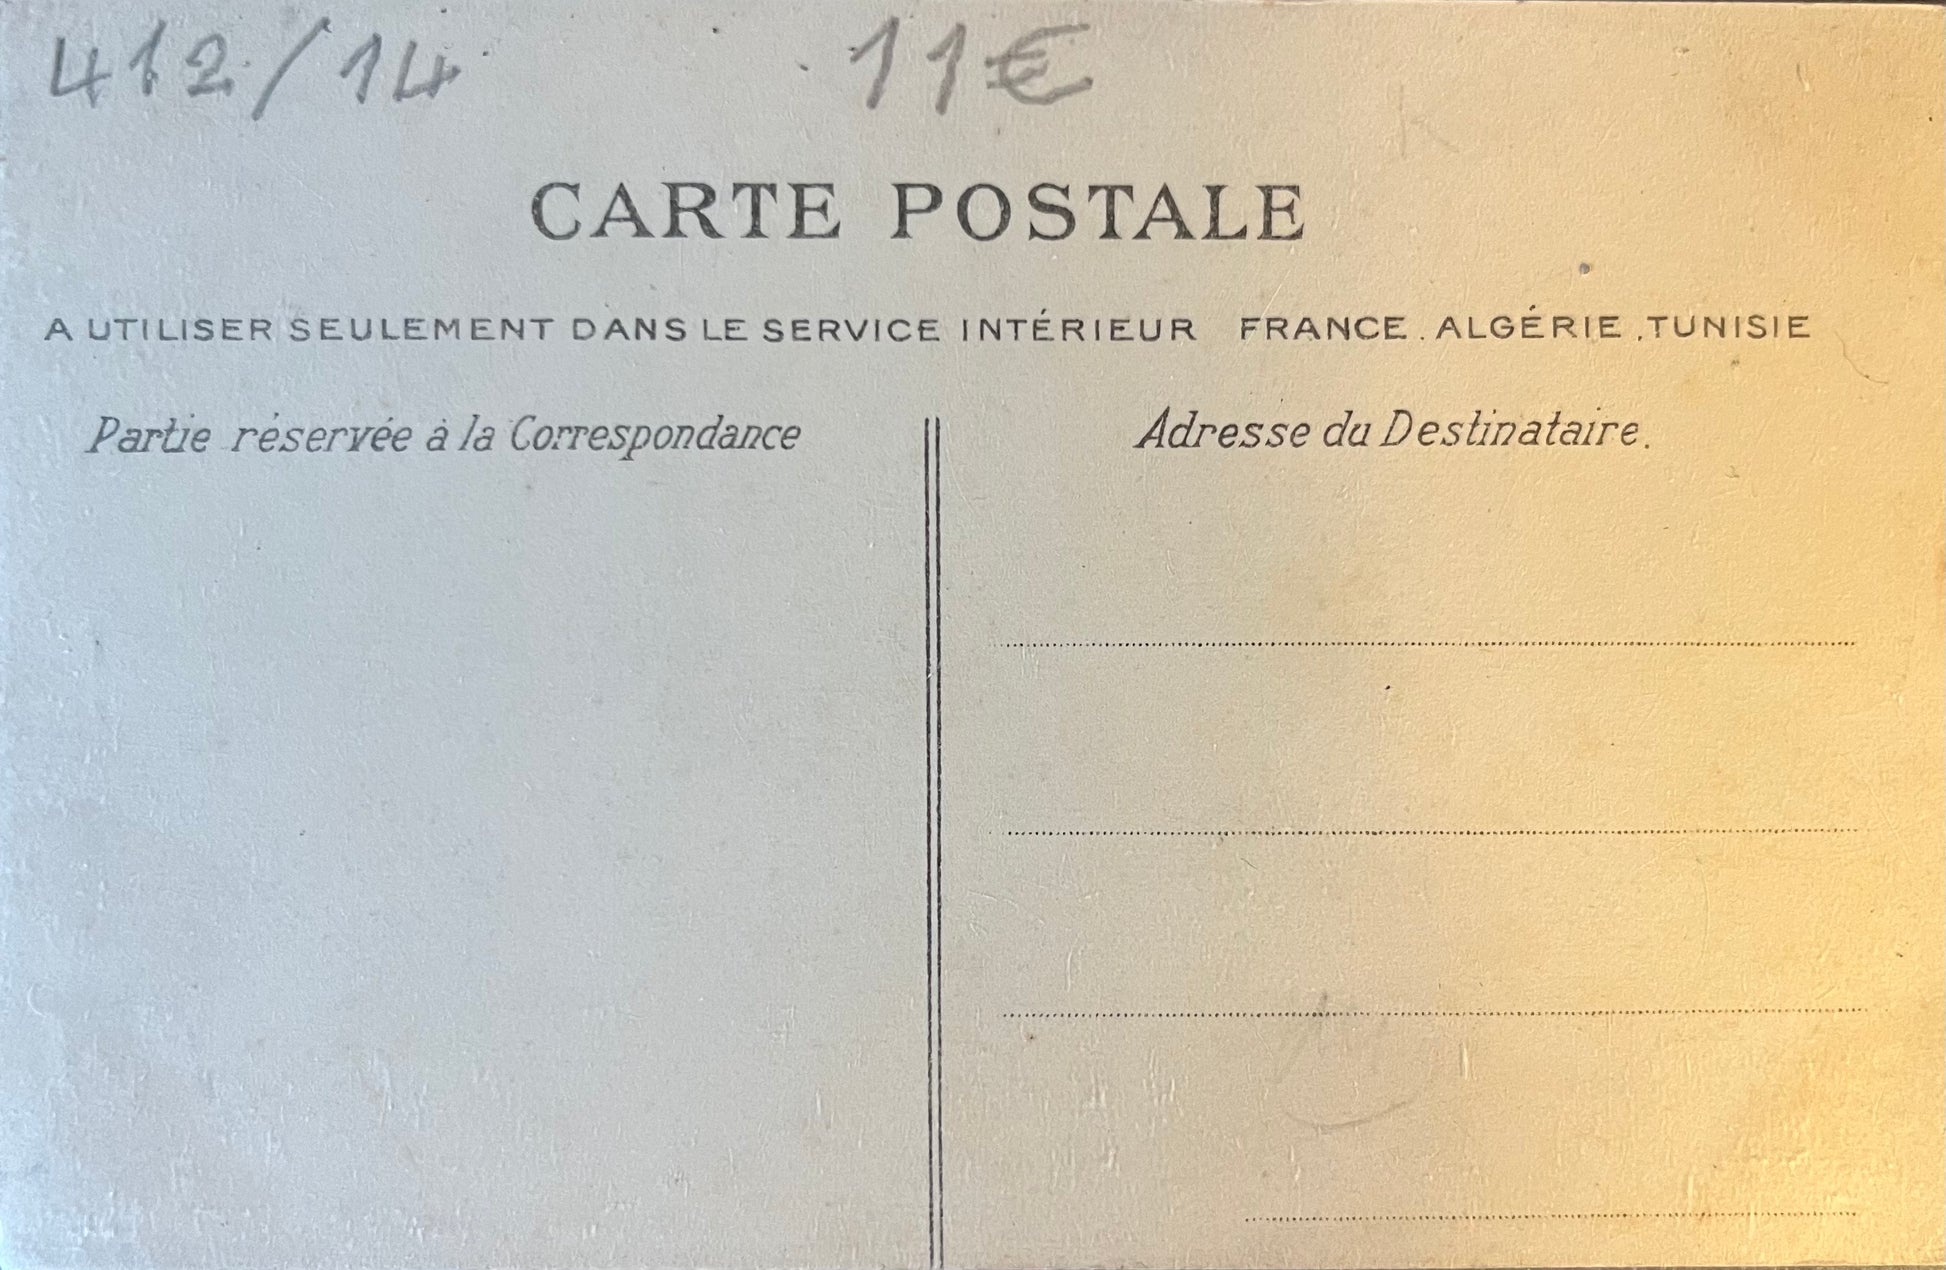 412/14 11€
CARTE POSTALE
A UTILISER SEULEMENT DANS LE SERVICE INTÉRIEUR FRANCE. ALGÉRIE. TUNISIE
Partie réservée à la Correspondance
Adresse du Destinataire.